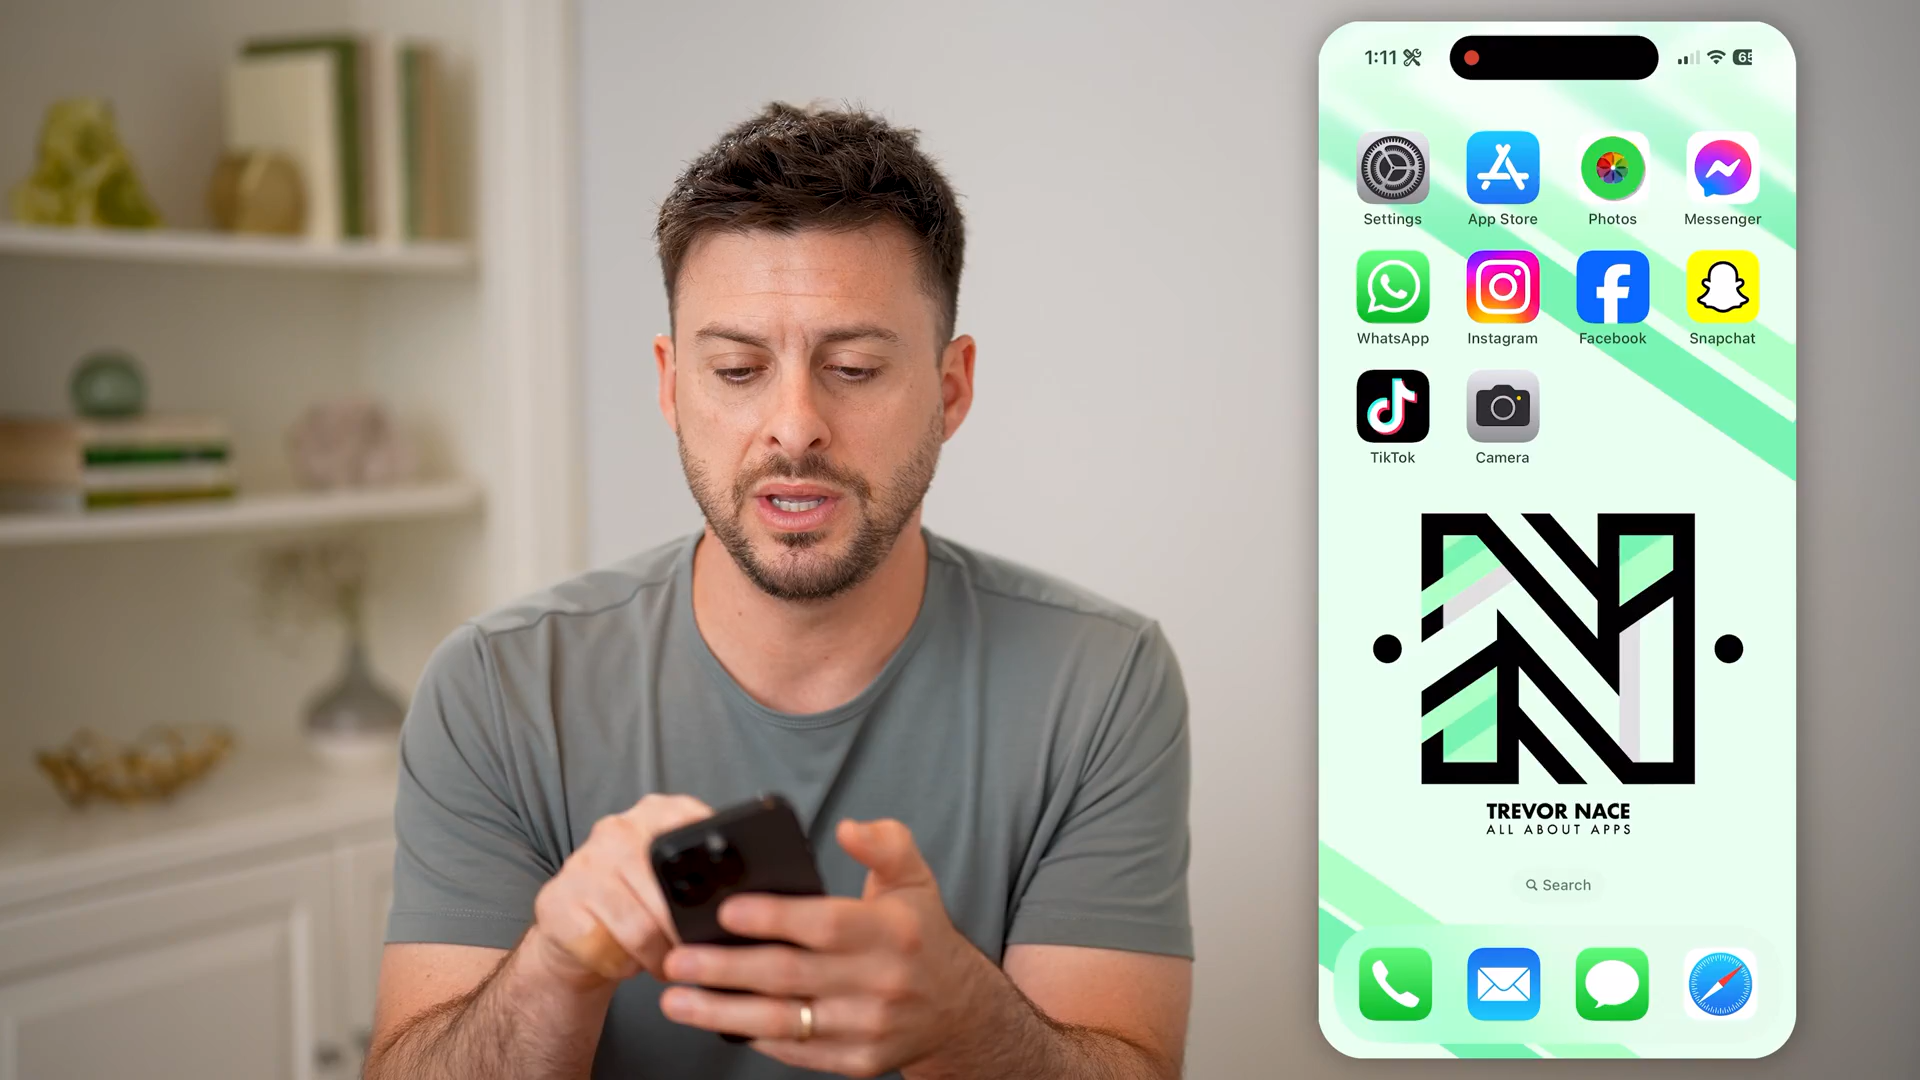 1:11
65
Settings
App Store
Photos
Messenger
WhatsApp
Instagram
Facebook
Snapchat
TikTok
Camera
TREVOR NACE
ALL ABOUT APPS
Search